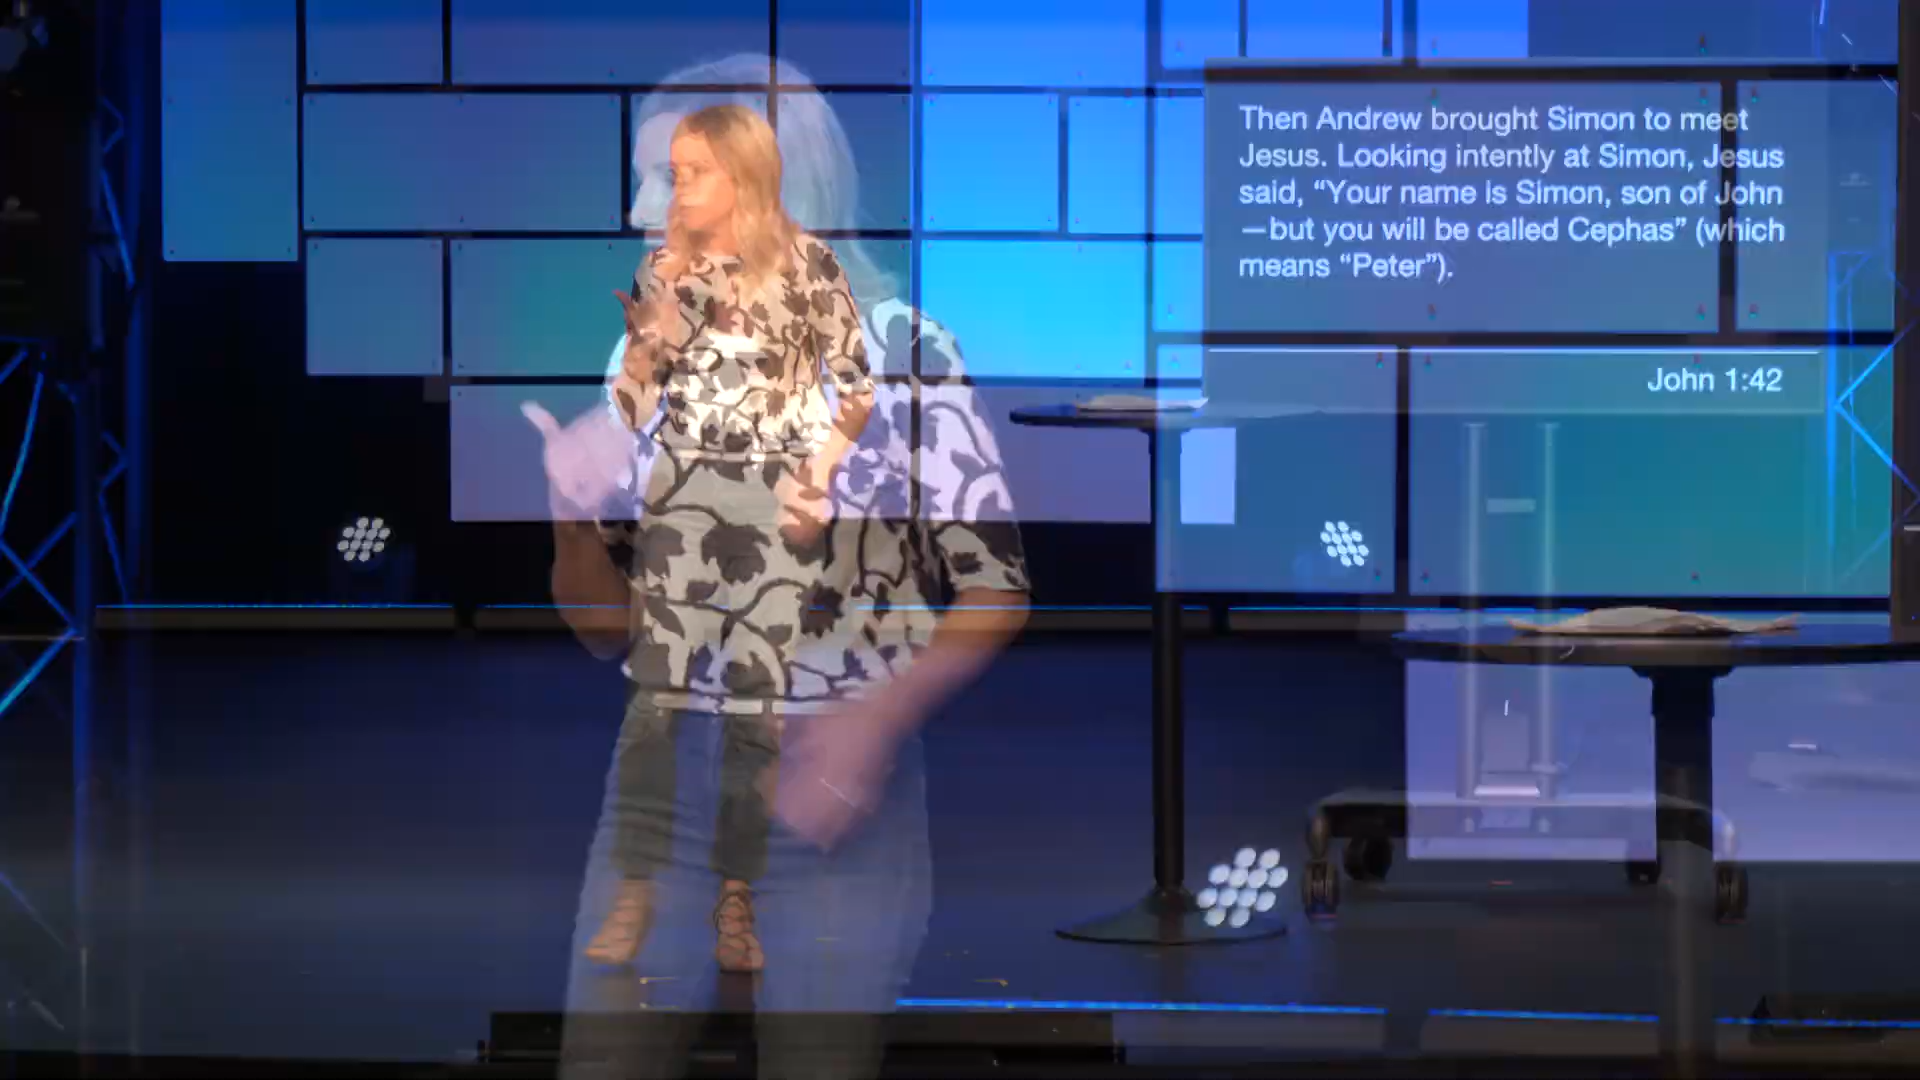 Then Andrew brought Simon to meet
Jesus. Looking intently at Simon, Jesus
said, “Your name is Simon, son of John
—but you will be called Cephas” (which
means “Peter”).
John 1:42